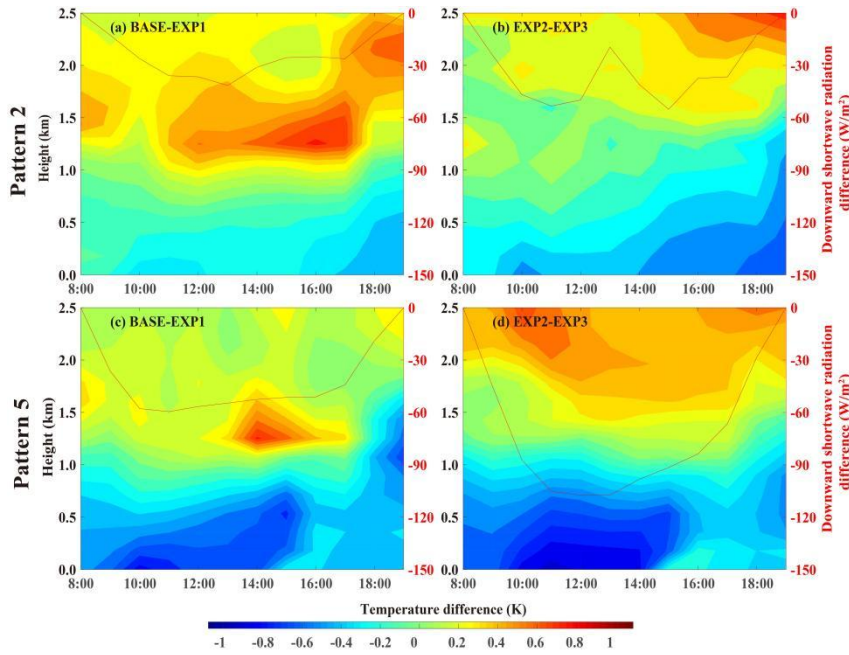 (a) BASE-EXP1
(b) EXP2-EXP3
Pattern 2
Height (km)
2.5
2.0
1.5
1.0
0.5
0.0
0
-30
-60
-90
-120
-150
2.5
2.0
1.5
1.0
0.5
0.0
0
-30
-60
-90
-120
-150
Downward shortwave radiation
difference (W/m²)
8:00 10:00 12:00 14:00 16:00 18:00
8:00 10:00 12:00 14:00 16:00 18:00
(c) BASE-EXP1
(d) EXP2-EXP3
Pattern 5
Height (km)
2.5
2.0
1.5
1.0
0.5
0.0
0
-30
-60
-90
-120
-150
2.5
2.0
1.5
1.0
0.5
0.0
0
-30
-60
-90
-120
-150
Downward shortwave radiation
difference (W/m²)
8:00 10:00 12:00 14:00 16:00 18:00
8:00 10:00 12:00 14:00 16:00 18:00
Temperature difference (K)
-1 -0.8 -0.6 -0.4 -0.2 0 0.2 0.4 0.6 0.8 1